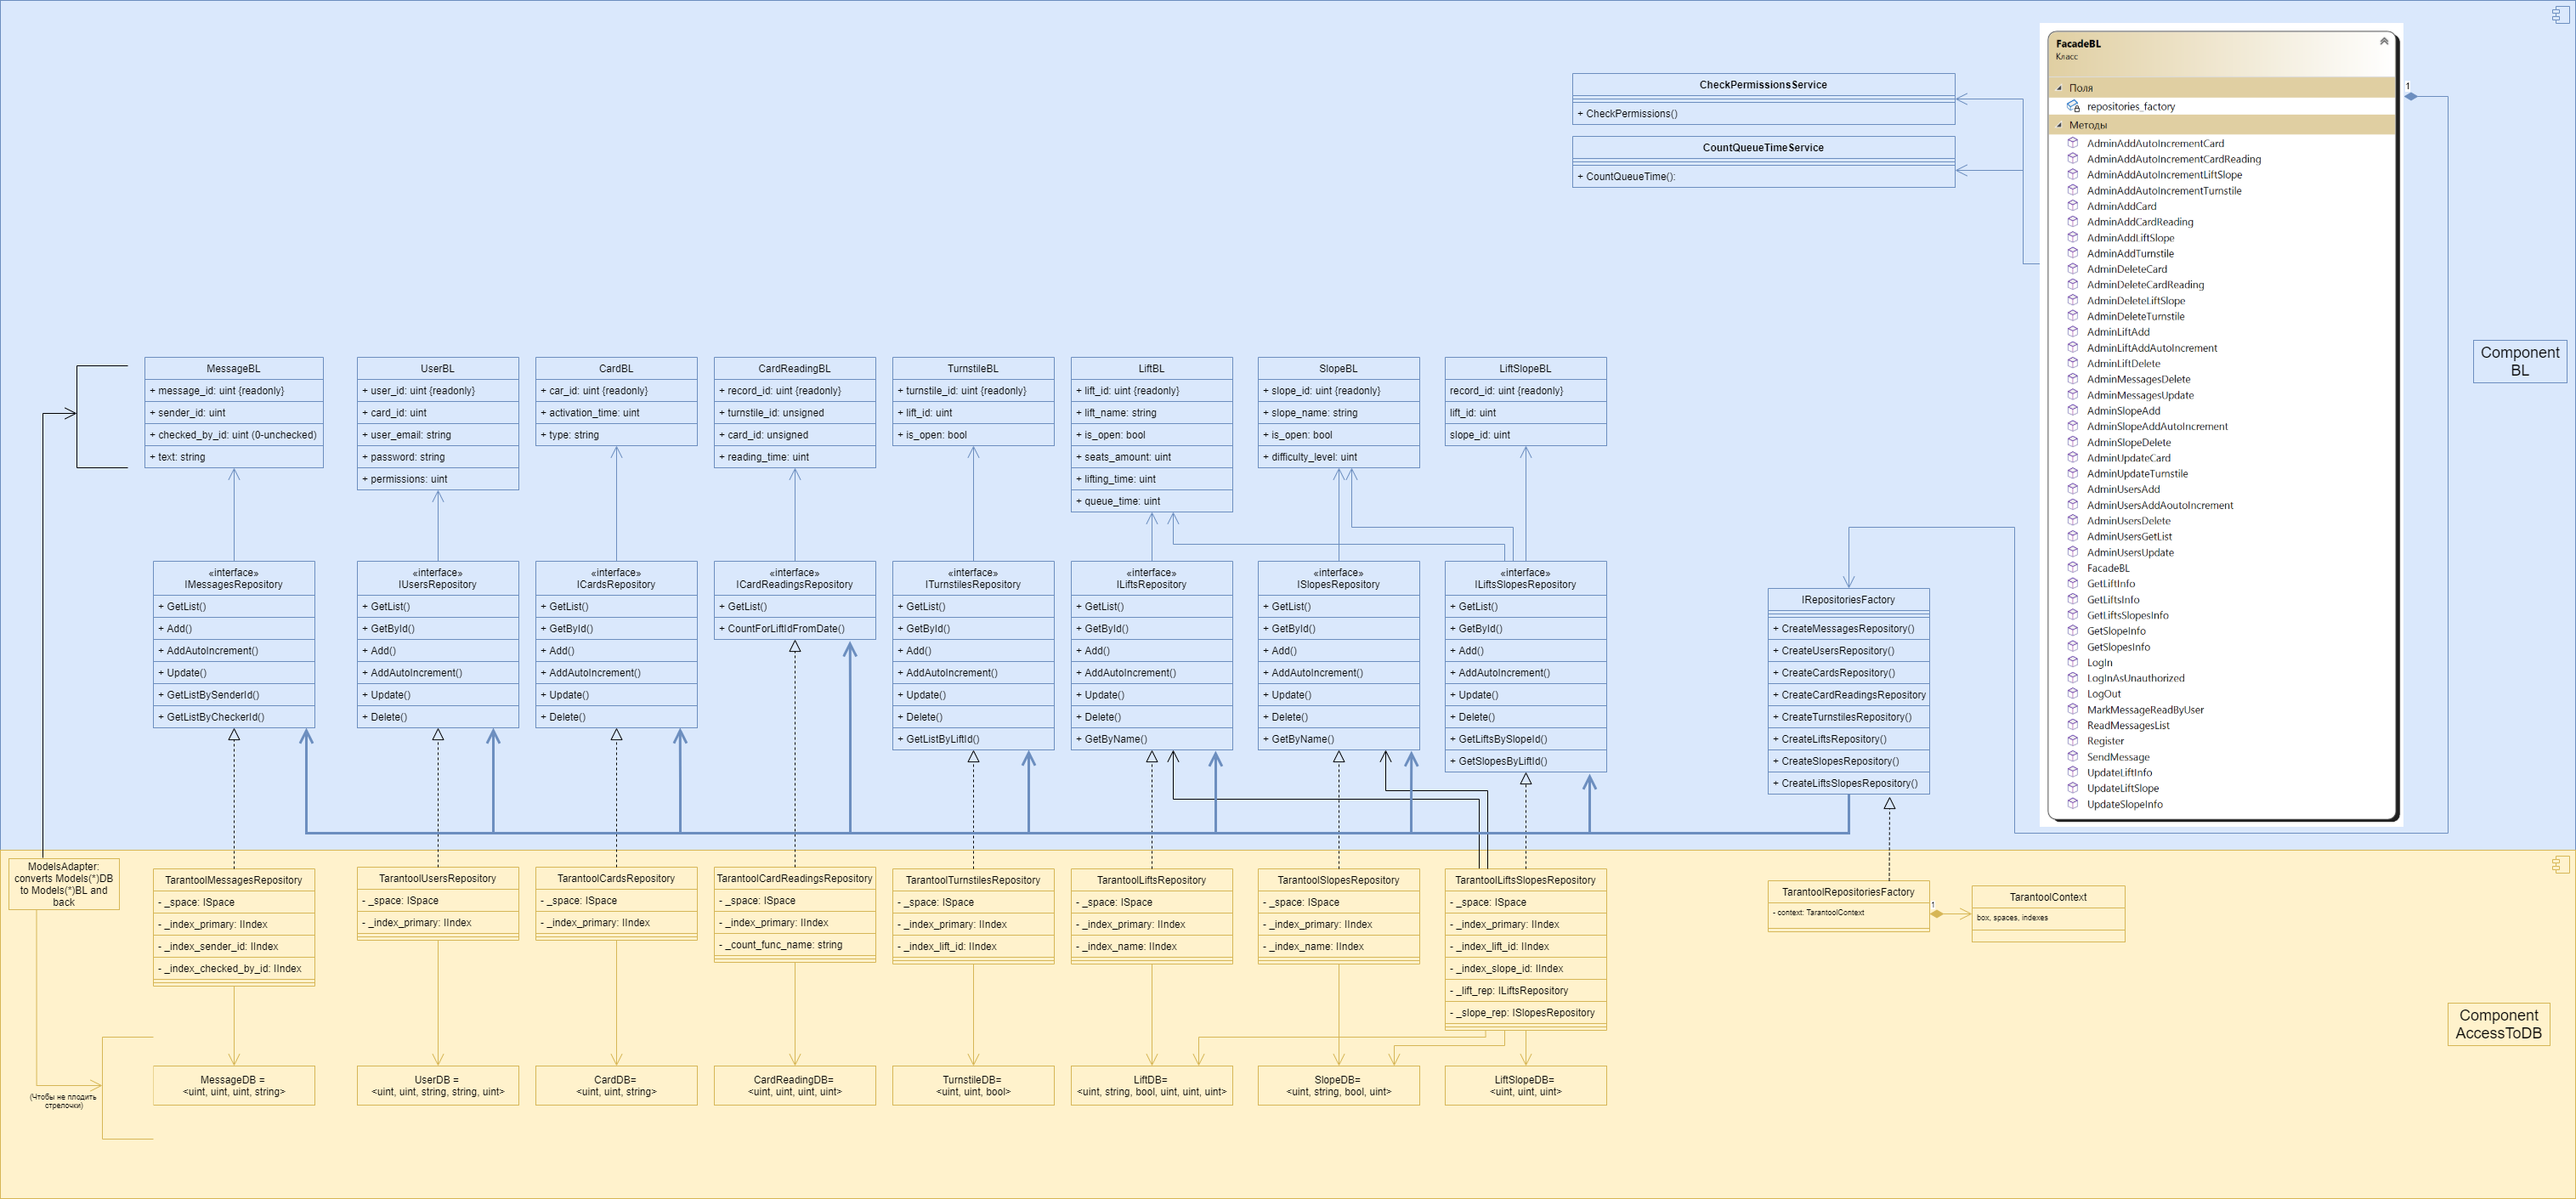 FacadeBL
Класс
Поля
repositories_factory
Методы
AdminAddAutoIncrementCard
AdminAddAutoIncrementCardReading
AdminAddAutoIncrementLiftSlope
AdminAddAutoIncrementTurnstile
AdminAddCard
AdminAddCardReading
AdminAddLiftSlope
AdminAddTurnstile
AdminDeleteCard
AdminDeleteCardReading
AdminDeleteLiftSlope
AdminDeleteTurnstile
AdminLiftAdd
AdminLiftAddAutoIncrement
AdminLiftDelete
AdminMessagesDelete
AdminMessagesUpdate
AdminSlopeAdd
AdminSlopeAddAutoIncrement
AdminSlopeDelete
AdminUpdateCard
AdminUpdateTurnstile
AdminUsersAdd
AdminUsersAddAoutoIncrement
AdminUsersDelete
AdminUsersGetList
AdminUsersUpdate
FacadeBL
GetLiftInfo
GetLiftsInfo
GetLiftsSlopesInfo
GetSlopeInfo
GetSlopesInfo
LogIn
LogInAsUnauthorized
LogOut
MarkMessageReadByUser
ReadMessagesList
Register
SendMessage
UpdateLiftInfo
UpdateLiftSlope
UpdateSlopeInfo
1
CheckPermissionsService
+ CheckPermissions()
CountQueueTimeService
+ CountQueueTime():
Component
BL
MessageBL
+ message_id: uint {readonly}
+ sender_id: uint
+ checked_by_id: uint (0-unchecked)
+ text: string
UserBL
+ user_id: uint {readonly}
+ card_id: uint
+ user_email: string
+ password: string
+ permissions: uint
CardBL
+ car_id: uint {readonly}
+ activation_time: uint
+ type: string
CardReadingBL
+ record_id: uint {readonly}
+ turnstile_id: unsigned
+ card_id: unsigned
+ reading_time: uint
TurnstileBL
+ turnstile_id: uint {readonly}
+ lift_id: uint
+ is_open: bool
LiftBL
+ lift_id: uint {readonly}
+ lift_name: string
+ is_open: bool
+ seats_amount: uint
+ lifting_time: uint
+ queue_time: uint
SlopeBL
+ slope_id: uint {readonly}
+ slope_name: string
+ is_open: bool
+ difficulty_level: uint
LiftSlopeBL
record_id: uint {readonly}
lift_id: uint
slope_id: uint
«interface»
IMessagesRepository
+ GetList()
+ Add()
+ AddAutoIncrement()
+ Update()
+ GetListBySenderId()
+ GetListByCheckerId()
«interface»
IUsersRepository
+ GetList()
+ GetById()
+ Add()
+ AddAutoIncrement()
+ Update()
+ Delete()
«interface»
ICardsRepository
+ GetList()
+ GetById()
+ Add()
+ AddAutoIncrement()
+ Update()
+ Delete()
«interface»
ICardReadingsRepository
+ GetList()
+ CountForLiftIdFromDate()
«interface»
ITurnstilesRepository
+ GetList()
+ GetById()
+ Add()
+ AddAutoIncrement()
+ Update()
+ Delete()
+ GetListByLiftId()
«interface»
ILiftsRepository
+ GetList()
+ GetById()
+ Add()
+ AddAutoIncrement()
+ Update()
+ Delete()
+ GetByName()
«interface»
ISlopesRepository
+ GetList()
+ GetById()
+ Add()
+ AddAutoIncrement()
+ Update()
+ Delete()
+ GetByName()
«interface»
ILiftsSlopesRepository
+ GetList()
+ GetById()
+ Add()
+ AddAutoIncrement()
+ Update()
+ Delete()
+ GetLiftsBySlopeId()
+ GetSlopesByLiftId()
IRepositoriesFactory
+ CreateMessagesRepository()
+ CreateUsersRepository()
+ CreateCardsRepository()
+ CreateCardReadingsRepository
+ CreateTurnstilesRepository()
+ CreateLiftsRepository()
+ CreateSlopesRepository()
+ CreateLiftsSlopesRepository()
ModelsAdapter:
converts Models(*)DB
to Models(*)BL and
back
TarantoolMessagesRepository
- _space: ISpace
- _index_primary: IIndex
- _index_sender_id: IIndex
- _index_checked_by_id: IIndex
TarantoolUsersRepository
- _space: ISpace
- _index_primary: IIndex
TarantoolCardsRepository
- _space: ISpace
- _index_primary: IIndex
TarantoolCardReadingsRepository
- _space: ISpace
- _index_primary: IIndex
- _count_func_name: string
TarantoolTurnstilesRepository
- _space: ISpace
- _index_primary: IIndex
- _index_lift_id: IIndex
TarantoolLiftsRepository
- _space: ISpace
- _index_primary: IIndex
- _index_name: IIndex
TarantoolSlopesRepository
- _space: ISpace
- _index_primary: IIndex
- _index_name: IIndex
TarantoolLiftsSlopesRepository
- _space: ISpace
- _index_primary: IIndex
- _index_lift_id: IIndex
- _index_slope_id: IIndex
- _lift_rep: ILiftsRepository
- _slope_rep: ISlopesRepository
TarantoolRepositoriesFactory
- context: TarantoolContext
1
TarantoolContext
box, spaces, indexes
Component
AccessToDB
(Чтобы не плодить
стрелочки)
MessageDB =
<uint, uint, uint, string>
UserDB =
<uint, uint, string, string, uint>
CardDB=
<uint, uint, string>
CardReadingDB=
<uint, uint, uint, uint>
TurnstileDB=
<uint, uint, bool>
LiftDB=
<uint, string, bool, uint, uint, uint>
SlopeDB=
<uint, string, bool, uint>
LiftSlopeDB=
<uint, uint, uint>